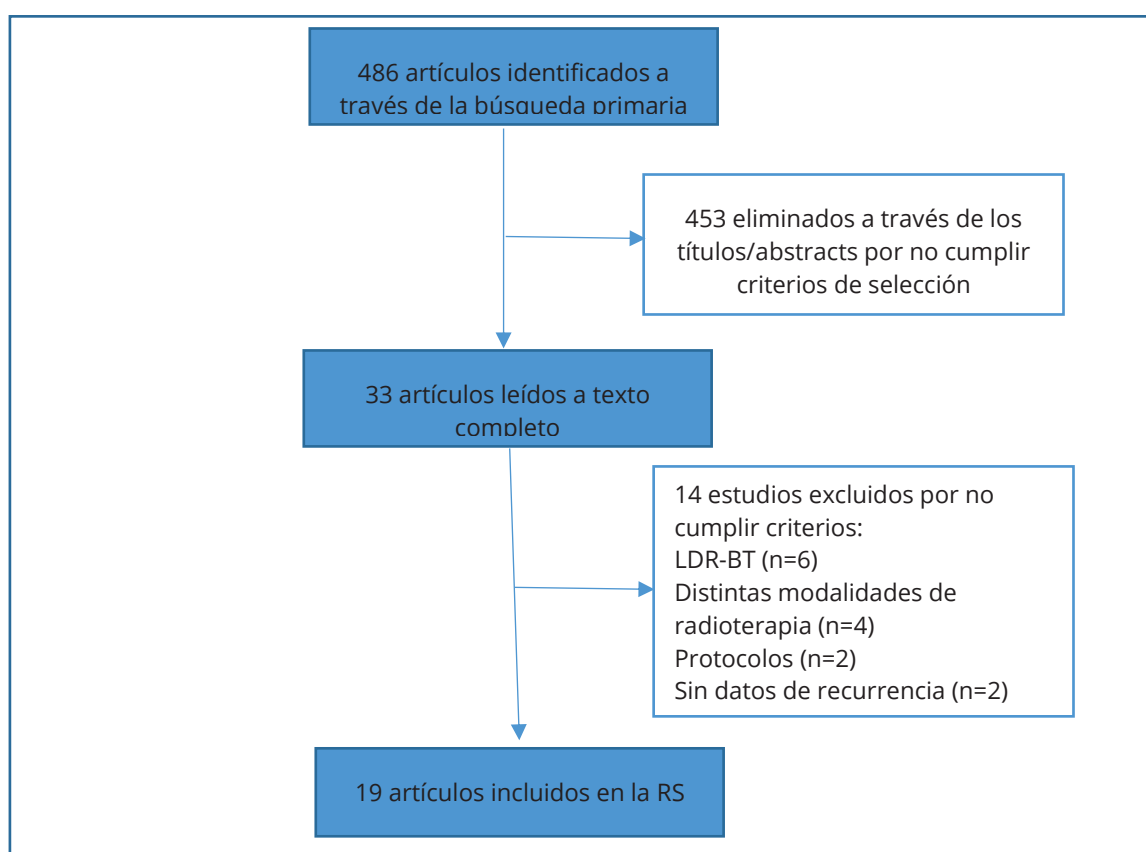 486 artículos identificados a
través de la búsqueda primaria
453 eliminados a través de los
títulos/abstracts por no cumplir
criterios de selección
33 artículos leídos a texto
completo
14 estudios excluidos por no
cumplir criterios:
LDR-BT (n=6)
Distintas modalidades de
radioterapia (n=4)
Protocolos (n=2)
Sin datos de recurrencia (n=2)
19 artículos incluidos en la RS